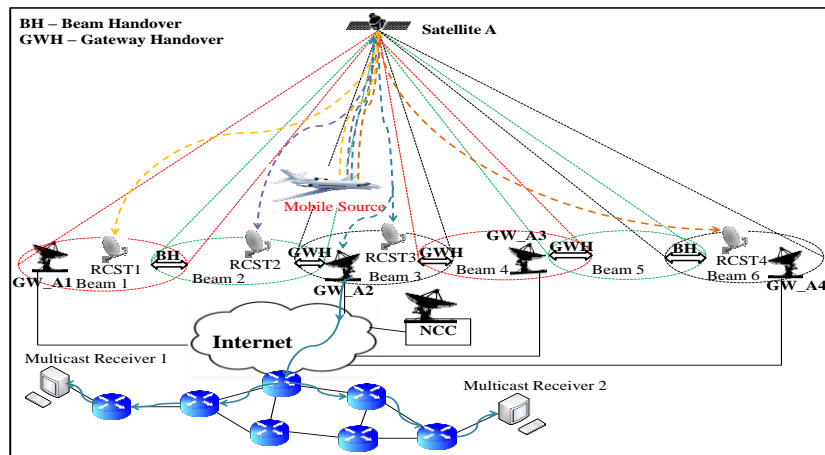 BH – Beam Handover
GWH – Gateway Handover
Satellite A
Mobile Source
GW_A3
RCST1
BH
RCST2
GWH
RCST3
GWH
GWH
BH
RCST4
GW_A1
Beam 1
Beam 2
GW_A2
Beam 3
Beam 4
Beam 5
Beam 6
GW_A4
NCC
Internet
Multicast Receiver 1
Multicast Receiver 2